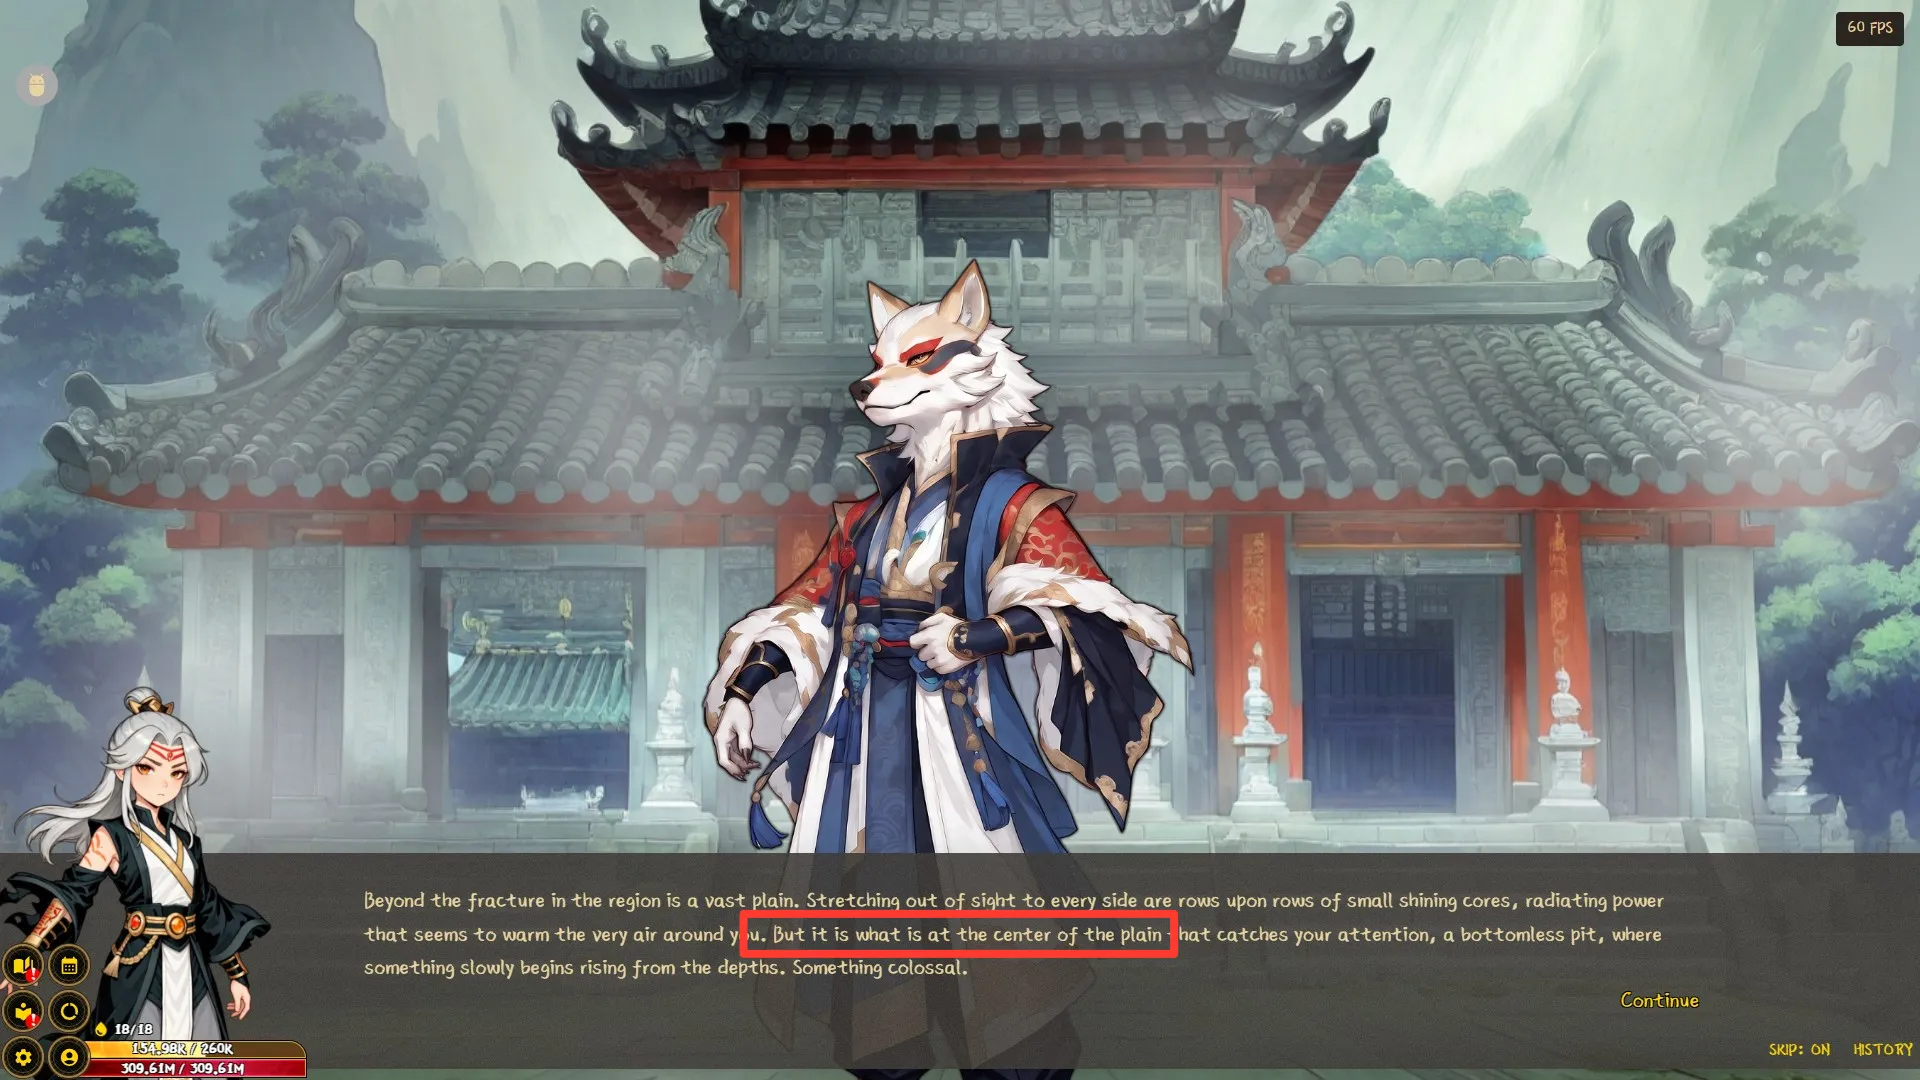 60 FPS
Beyond the fracture in the region is a vast plain. Stretching out of sight to every side are rows upon rows of small shining cores, radiating power
that seems to warm the very air around you. But it is what is at the center of the plain that catches your attention, a bottomless pit, where
something slowly begins rising from the depths. Something colossal.
Continue
18/18
154.98K / 260K
309.61M / 309.61M
SKIP: ON
HISTORY